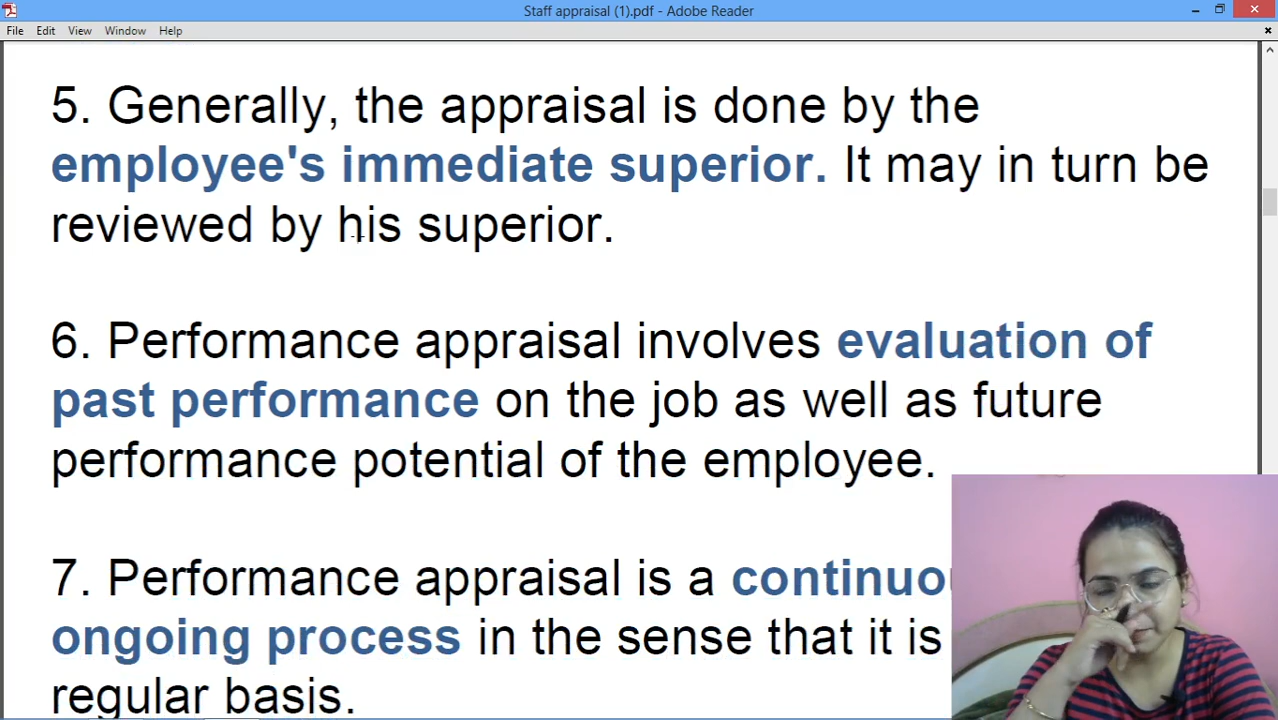 Staff appraisal (1).pdf - Adobe Reader
File Edit View Window Help
5. Generally, the appraisal is done by the
employee's immediate superior. It may in turn be
reviewed by his superior.
6. Performance appraisal involves evaluation of
past performance on the job as well as future
performance potential of the employee.
7. Performance appraisal is a
ongoing process in the sense that it is
regular basis.